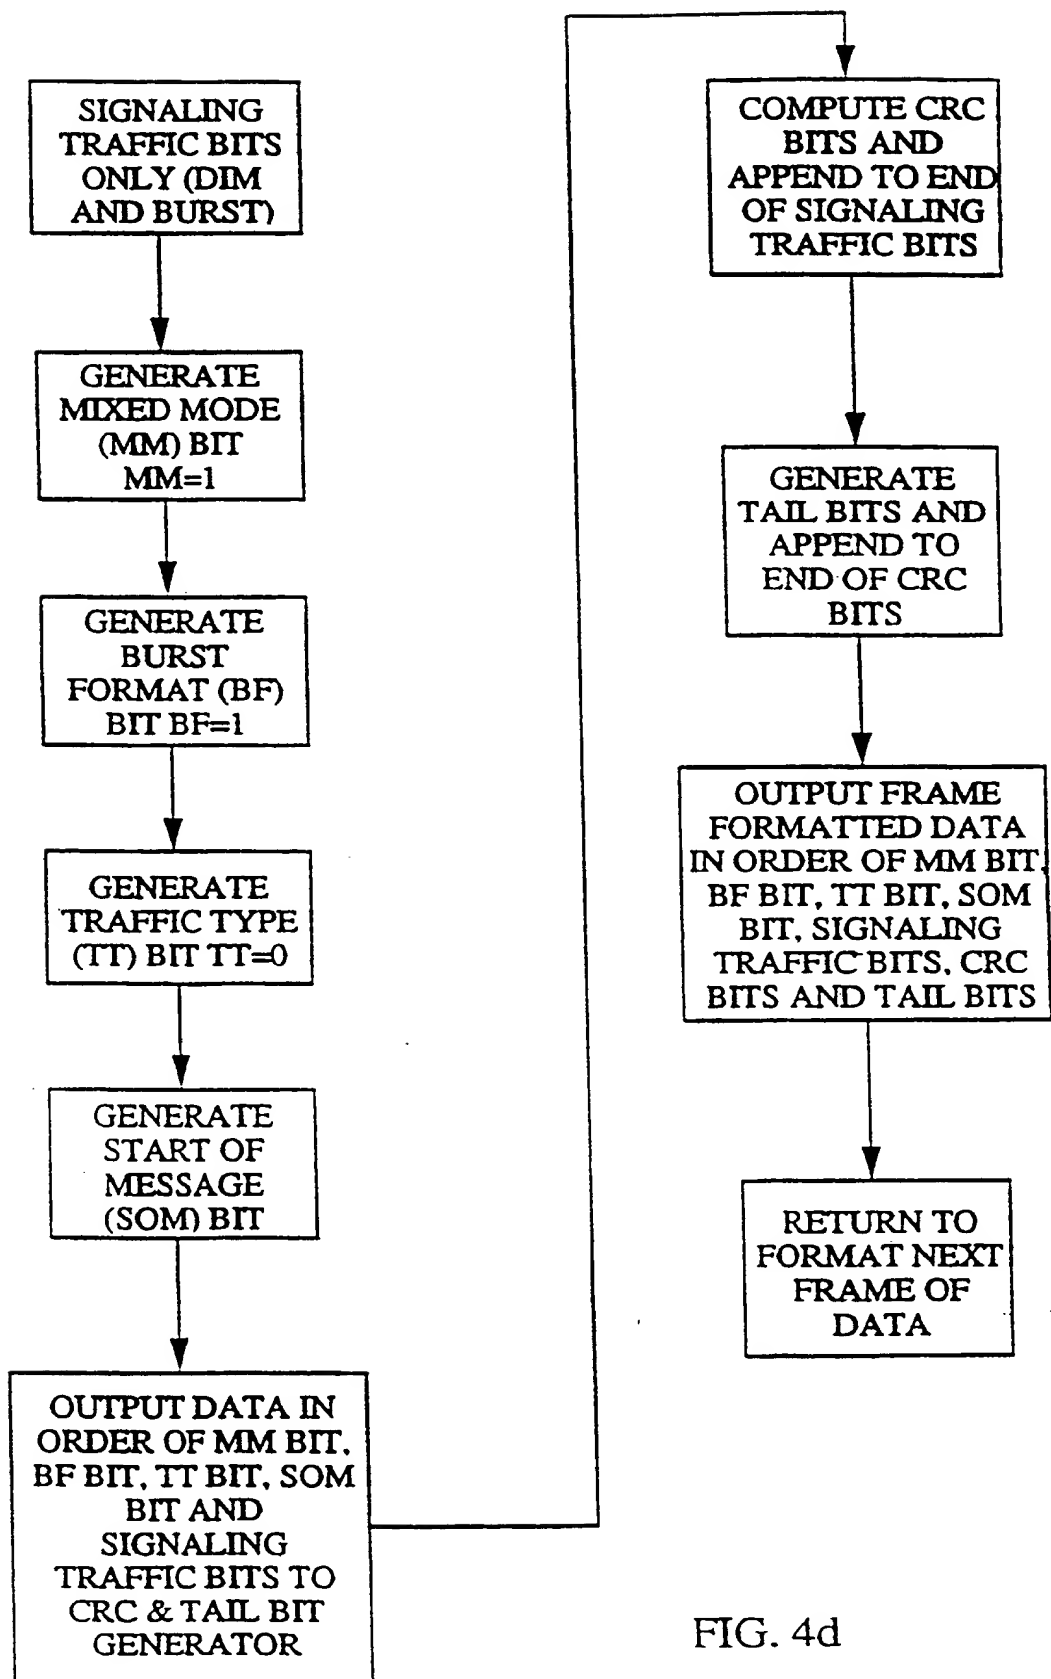 SIGNALING
TRAFFIC BITS
ONLY (DIM
AND BURST)
GENERATE
MIXED MODE
(MM) BIT
MM=1
GENERATE
BURST
FORMAT (BF)
BIT BF=1
GENERATE
TRAFFIC TYPE
(TT) BIT TT=0
GENERATE
START OF
MESSAGE
(SOM) BIT
OUTPUT DATA IN
ORDER OF MM BIT,
BF BIT, TT BIT, SOM
BIT AND
SIGNALING
TRAFFIC BITS TO
CRC & TAIL BIT
GENERATOR
COMPUTE CRC
BITS AND
APPEND TO END
OF SIGNALING
TRAFFIC BITS
GENERATE
TAIL BITS AND
APPEND TO
END OF CRC
BITS
OUTPUT FRAME
FORMATTED DATA
IN ORDER OF MM BIT,
BF BIT, TT BIT, SOM
BIT, SIGNALING
TRAFFIC BITS, CRC
BITS AND TAIL BITS
RETURN TO
FORMAT NEXT
FRAME OF
DATA
FIG. 4d